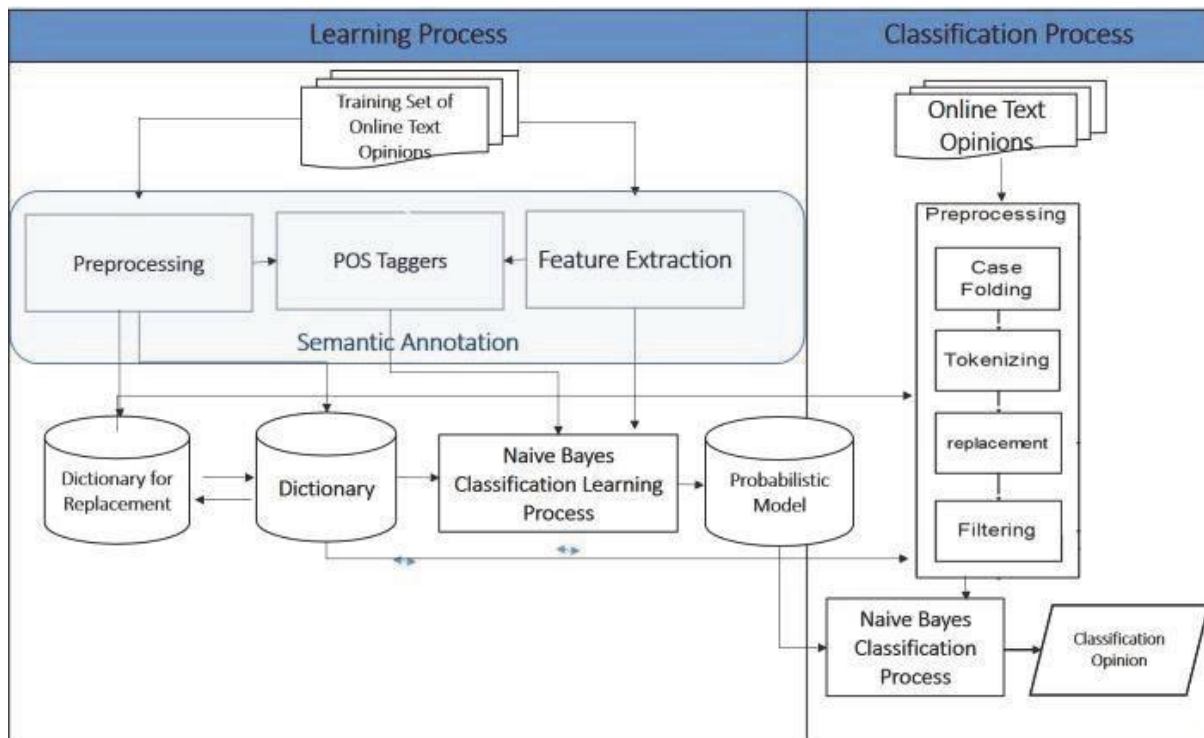 Learning Process
Classification Process
Training Set of
Online Text
Opinions
Online Text
Opinions
Preprocessing
POS Taggers
Feature Extraction
Semantic Annotation
Preprocessing
Case
Folding
Tokenizing
replacement
Filtering
Dictionary for
Replacement
Dictionary
Naive Bayes
Classification Learning
Process
Probabilistic
Model
Naive Bayes
Classification
Process
Classification
Opinion